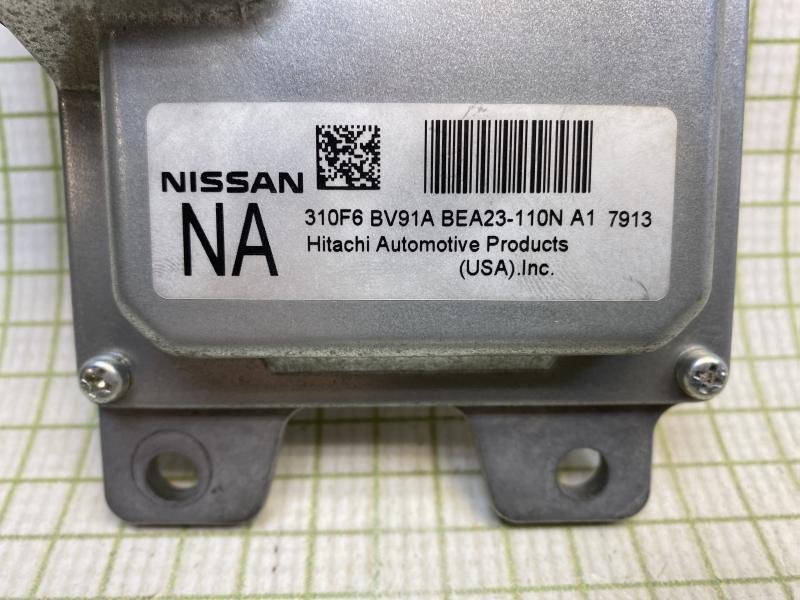 NISSAN
NA
310F6 BV91A BEA23-110N A1 7913
Hitachi Automotive Products
(USA).Inc.